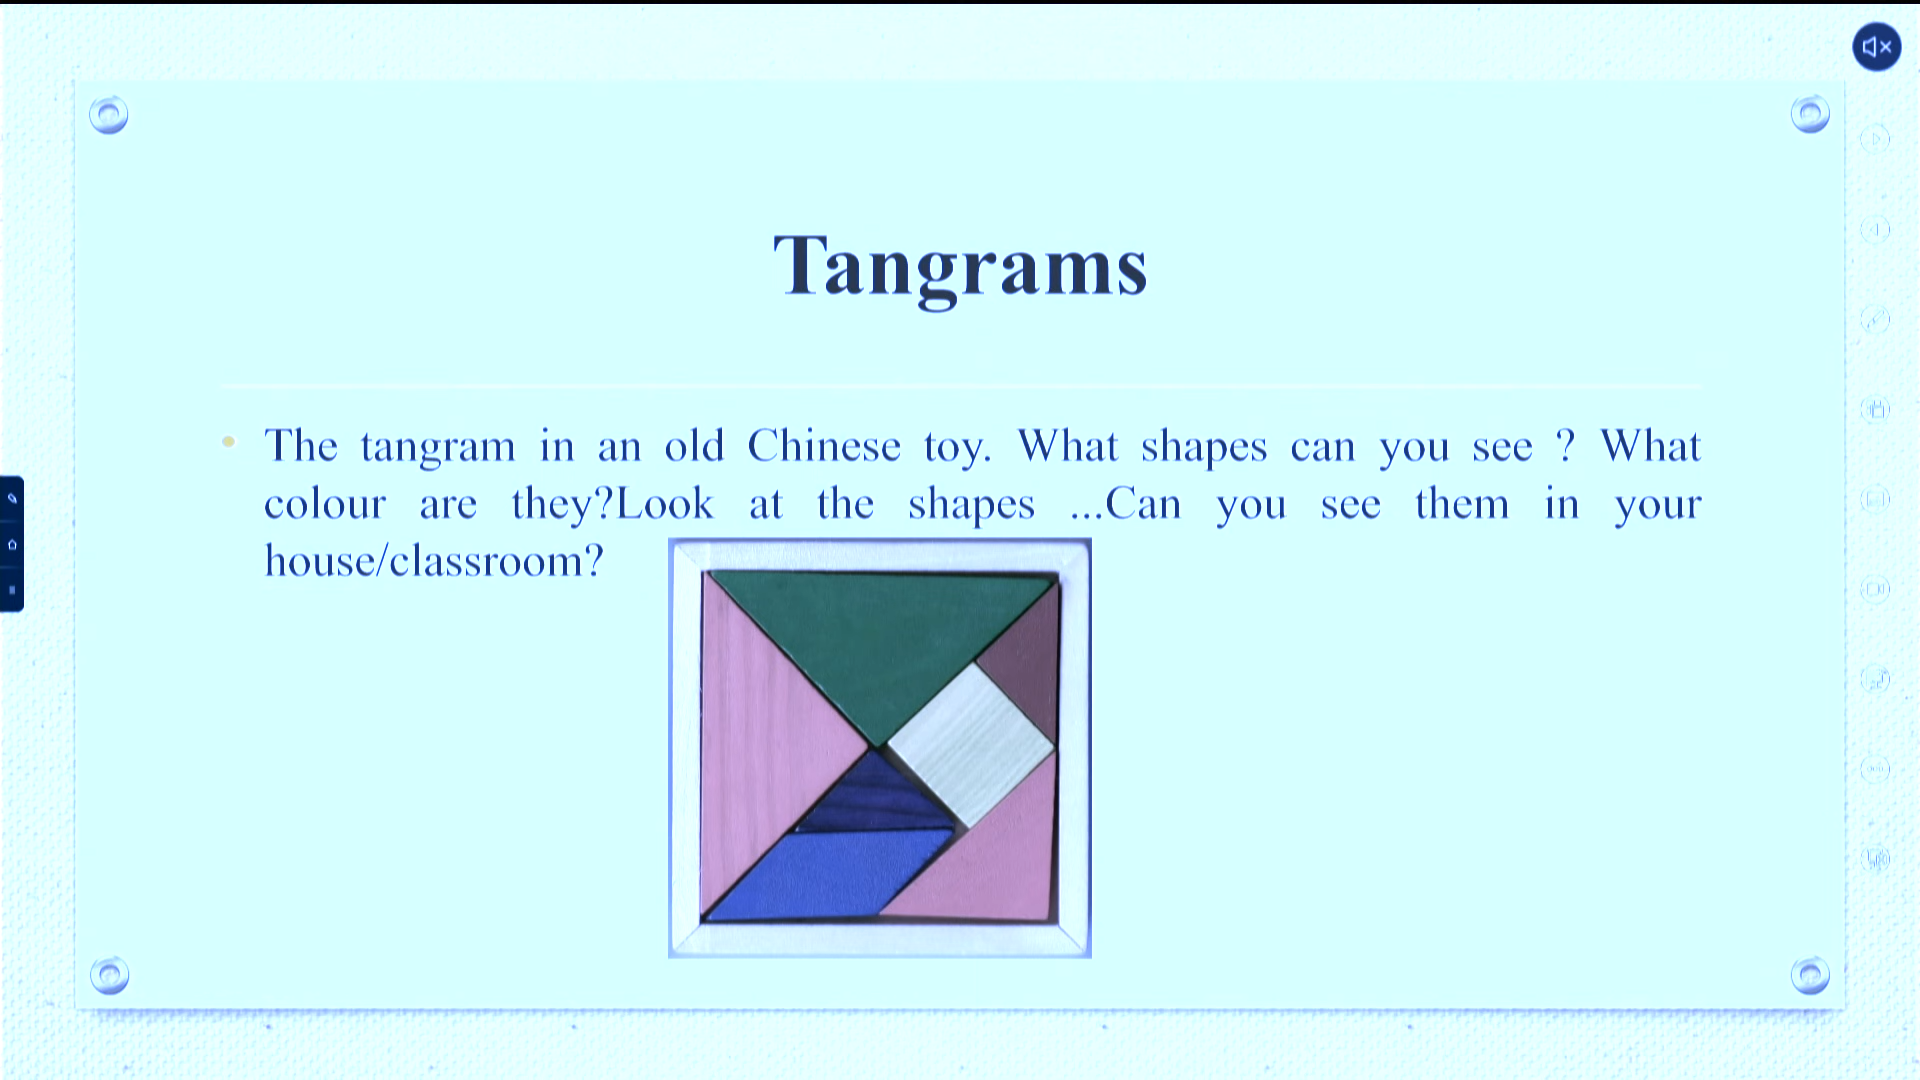 Tangrams
The tangram in an old Chinese toy. What shapes can you see ? What
colour are they?Look at the shapes ...Can you see them in your
house/classroom?